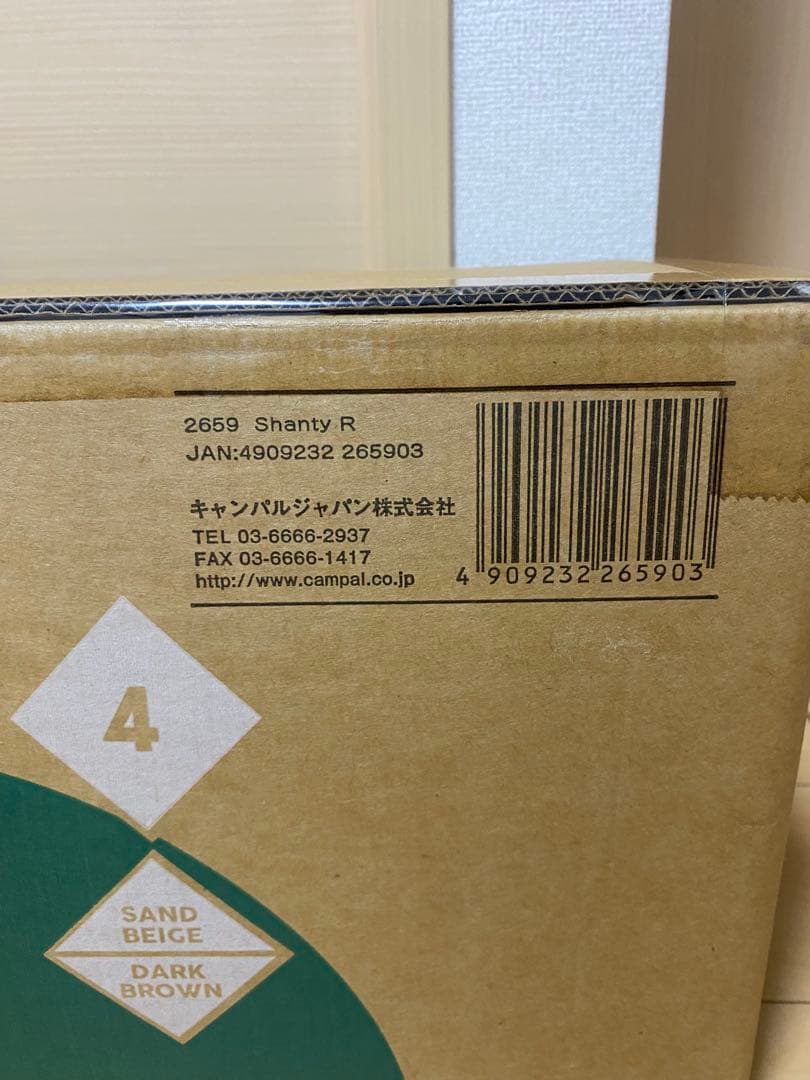 2659 Shanty R
JAN:4909232 265903
キャンパルジャパン株式会社
TEL 03-6666-2937
FAX 03-6666-1417
http://www.campal.co.jp
4 909232 265903
4
SAND
BEIGE
DARK
BROWN